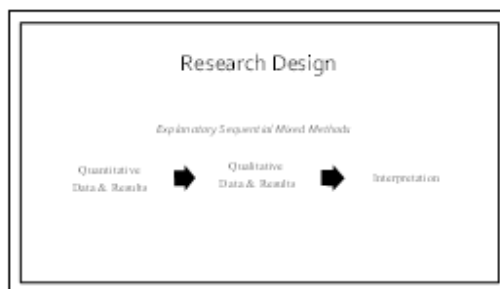 Research Design
Explanatory Sequential Mixed Methods
Quantitative
Data & Results
Qualitative
Data & Results
Interpretation